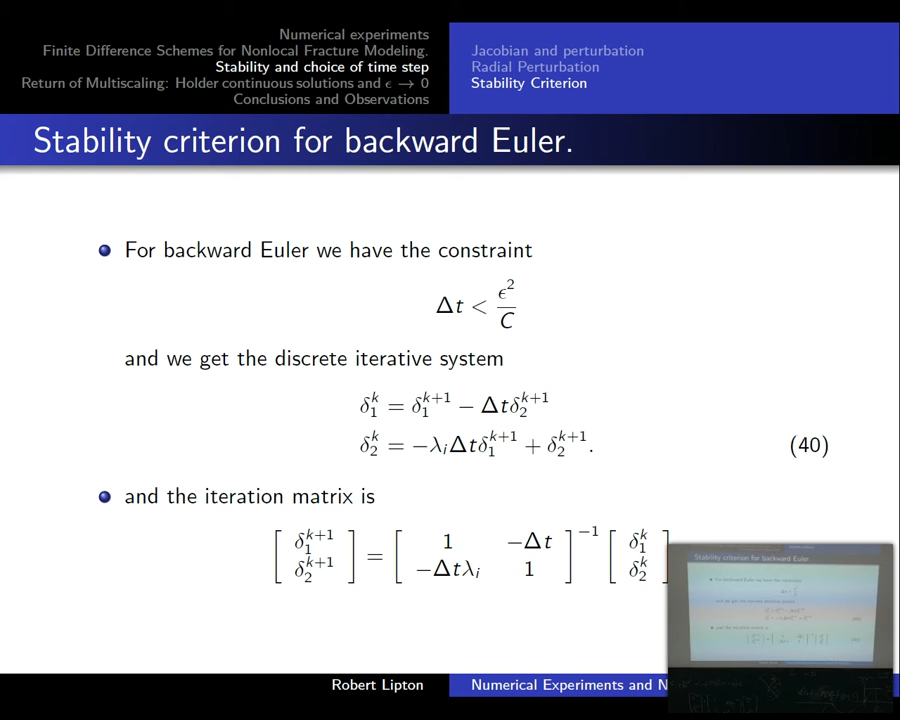 Numerical experiments
Finite Difference Schemes for Nonlocal Fracture Modeling.
Stability and choice of time step
Return of Multiscaling: Holder continuous solutions and ϵ → 0
Conclusions and Observations
Jacobian and perturbation
Radial Perturbation
Stability Criterion
Stability criterion for backward Euler.
For backward Euler we have the constraint
Δt < ϵ² / C
and we get the discrete iterative system
δ₁ᵏ = δ₁ᵏ⁺¹ − Δtδ₂ᵏ⁺¹
δ₂ᵏ = −λᵢΔtδ₁ᵏ⁺¹ + δ₂ᵏ⁺¹. (40)
and the iteration matrix is
[ δ₁ᵏ⁺¹ ; δ₂ᵏ⁺¹ ] = [ 1 −Δt ; −Δtλᵢ 1 ]⁻¹ [ δ₁ᵏ ; δ₂ᵏ ]
Stability criterion for backward Euler
Robert Lipton
Numerical Experiments and N